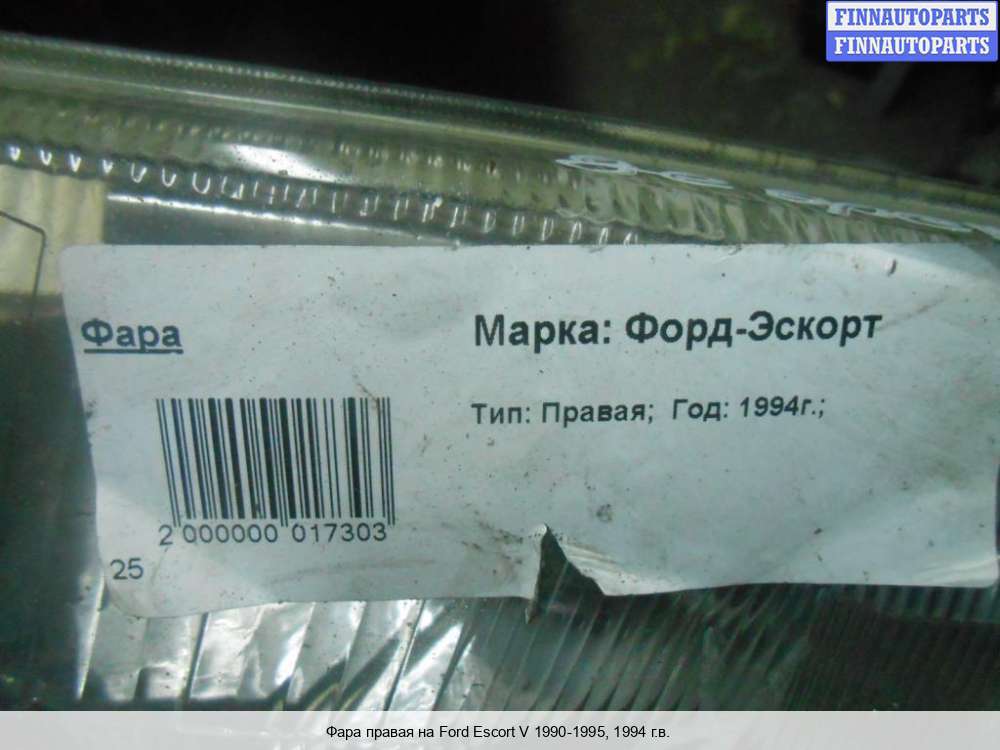 FINNAUTOPARTS
FINNAUTOPARTS
Фара
Марка: Форд-Эскорт
Тип: Правая; Год: 1994г.;
2 000000 017303
25
Фара правая на Ford Escort V 1990-1995, 1994 г.в.